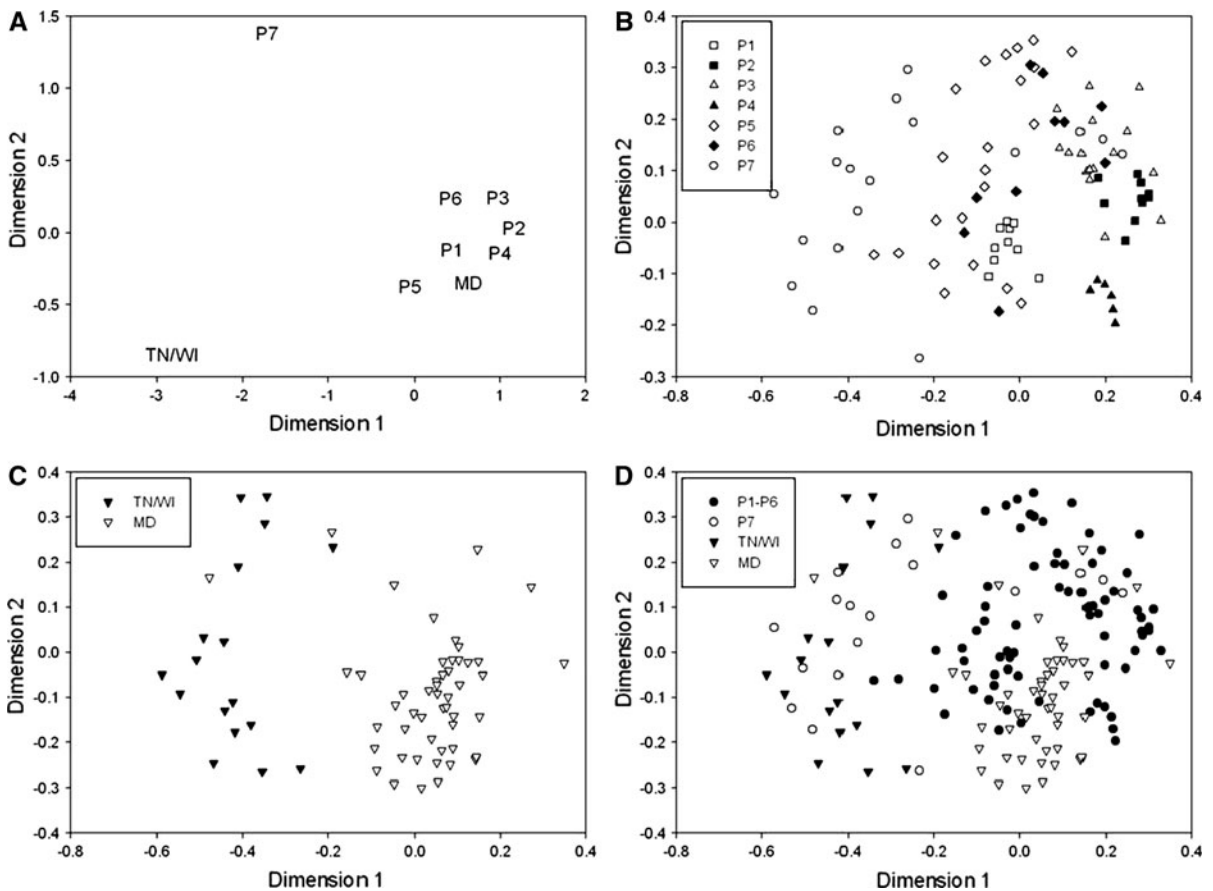 A
1.5
1.0
0.5
0.0
-0.5
-1.0
Dimension 2
P7
P6
P3
P2
P1
P4
P5
MD
TN/WI
-4
-3
-2
-1
0
1
2
Dimension 1
B
0.4
0.3
0.2
0.1
0.0
-0.1
-0.2
-0.3
Dimension 2
P1
P2
P3
P4
P5
P6
P7
-0.8
-0.6
-0.4
-0.2
0.0
0.2
0.4
Dimension 1
C
0.4
0.3
0.2
0.1
0.0
-0.1
-0.2
-0.3
-0.4
Dimension 2
TN/WI
MD
-0.8
-0.6
-0.4
-0.2
0.0
0.2
0.4
Dimension 1
D
0.4
0.3
0.2
0.1
0.0
-0.1
-0.2
-0.3
-0.4
Dimension 2
P1-P6
P7
TN/WI
MD
-0.8
-0.6
-0.4
-0.2
0.0
0.2
0.4
Dimension 1